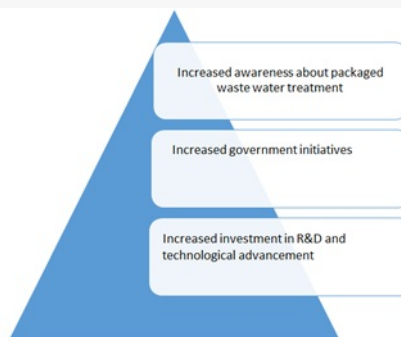 Increased awareness about packaged
waste water treatment
Increased government initiatives
Increased investment in R&D and
technological advancement